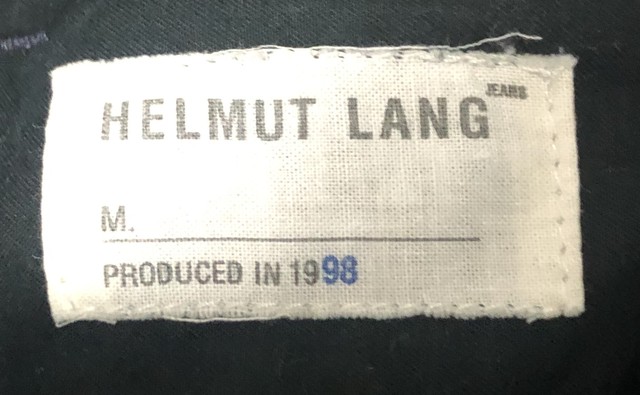 HELMUT LANG JEANS
M.
PRODUCED IN 1998